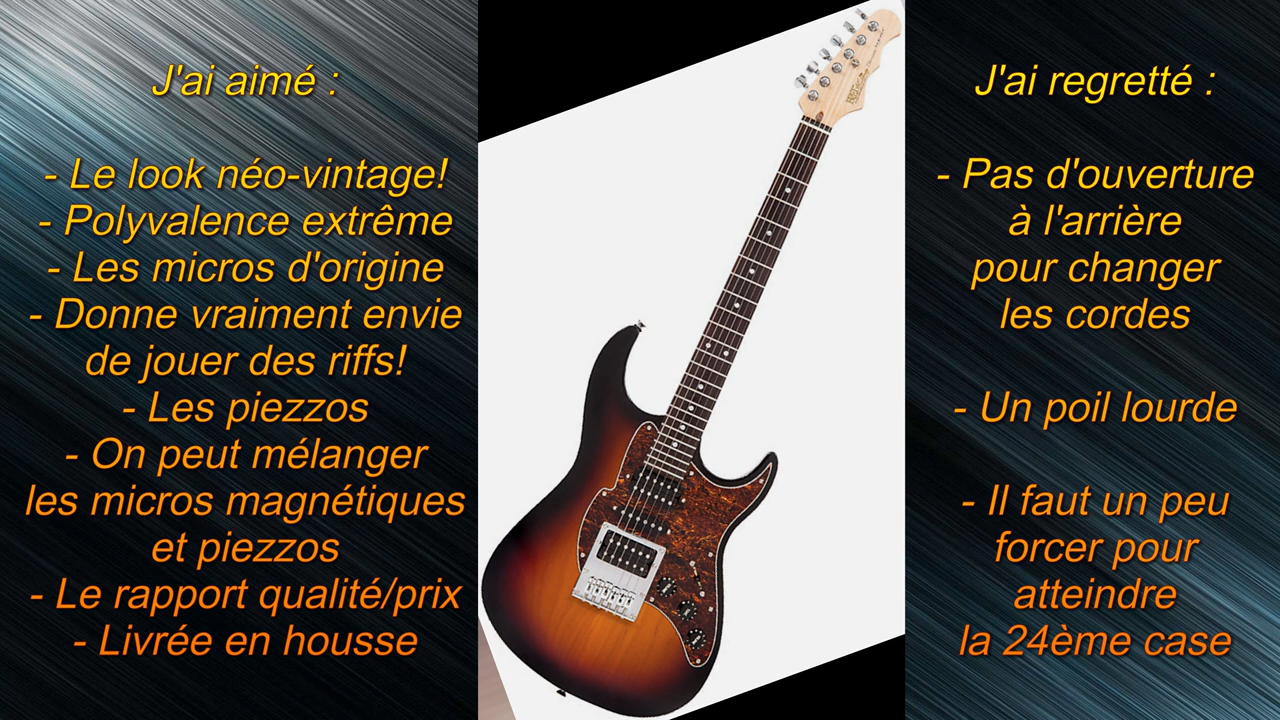 J'ai aimé :
- Le look néo-vintage!
- Polyvalence extrême
- Les micros d'origine
- Donne vraiment envie
de jouer des riffs!
- Les piezzos
- On peut mélanger
les micros magnétiques
et piezzos
- Le rapport qualité/prix
- Livrée en housse
J'ai regretté :
- Pas d'ouverture
à l'arrière
pour changer
les cordes
- Un poil lourde
- Il faut un peu
forcer pour
atteindre
la 24ème case